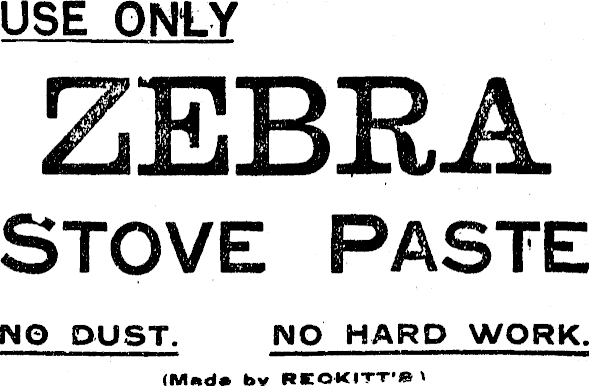 USE ONLY
ZEBRA
STOVE PASTE
NO DUST. NO HARD WORK.
(Made by RECKITT'S)